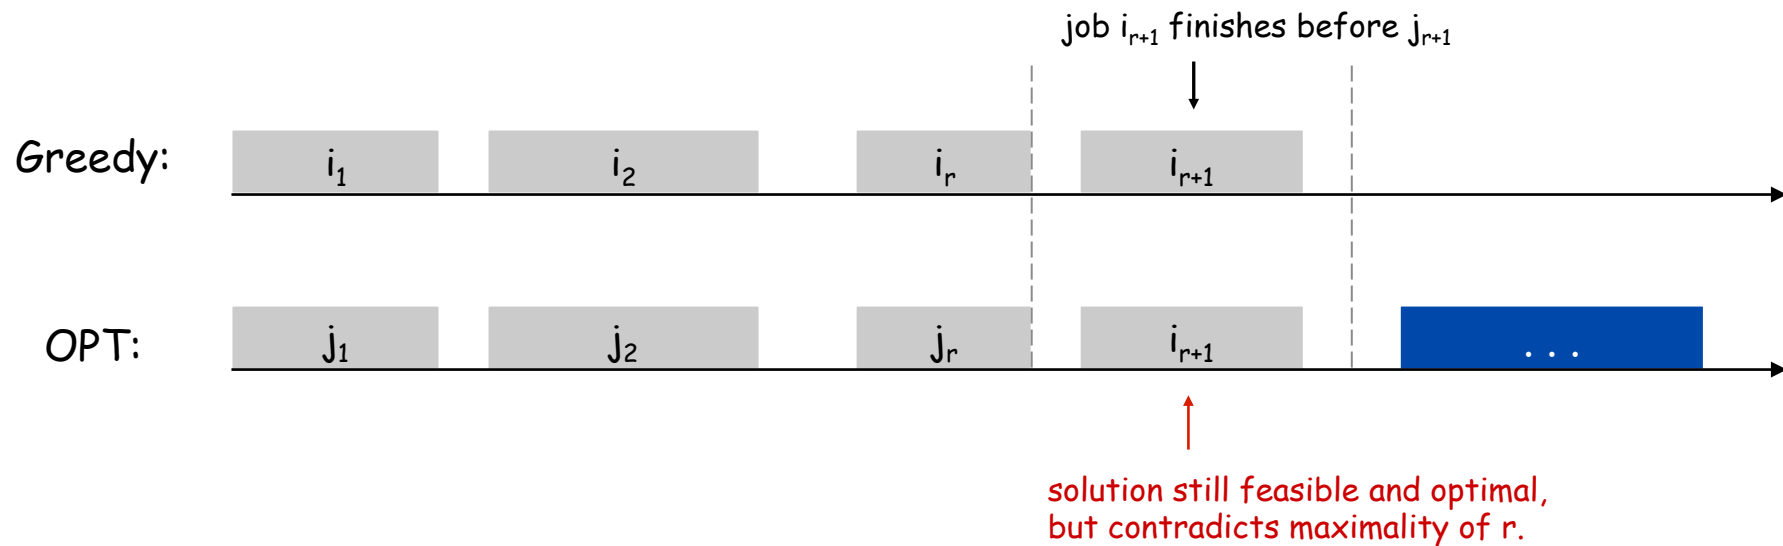 job i_{r+1} finishes before j_{r+1}
Greedy: i_1 i_2 i_r i_{r+1}
OPT: j_1 j_2 j_r i_{r+1} . . .
solution still feasible and optimal,
but contradicts maximality of r.